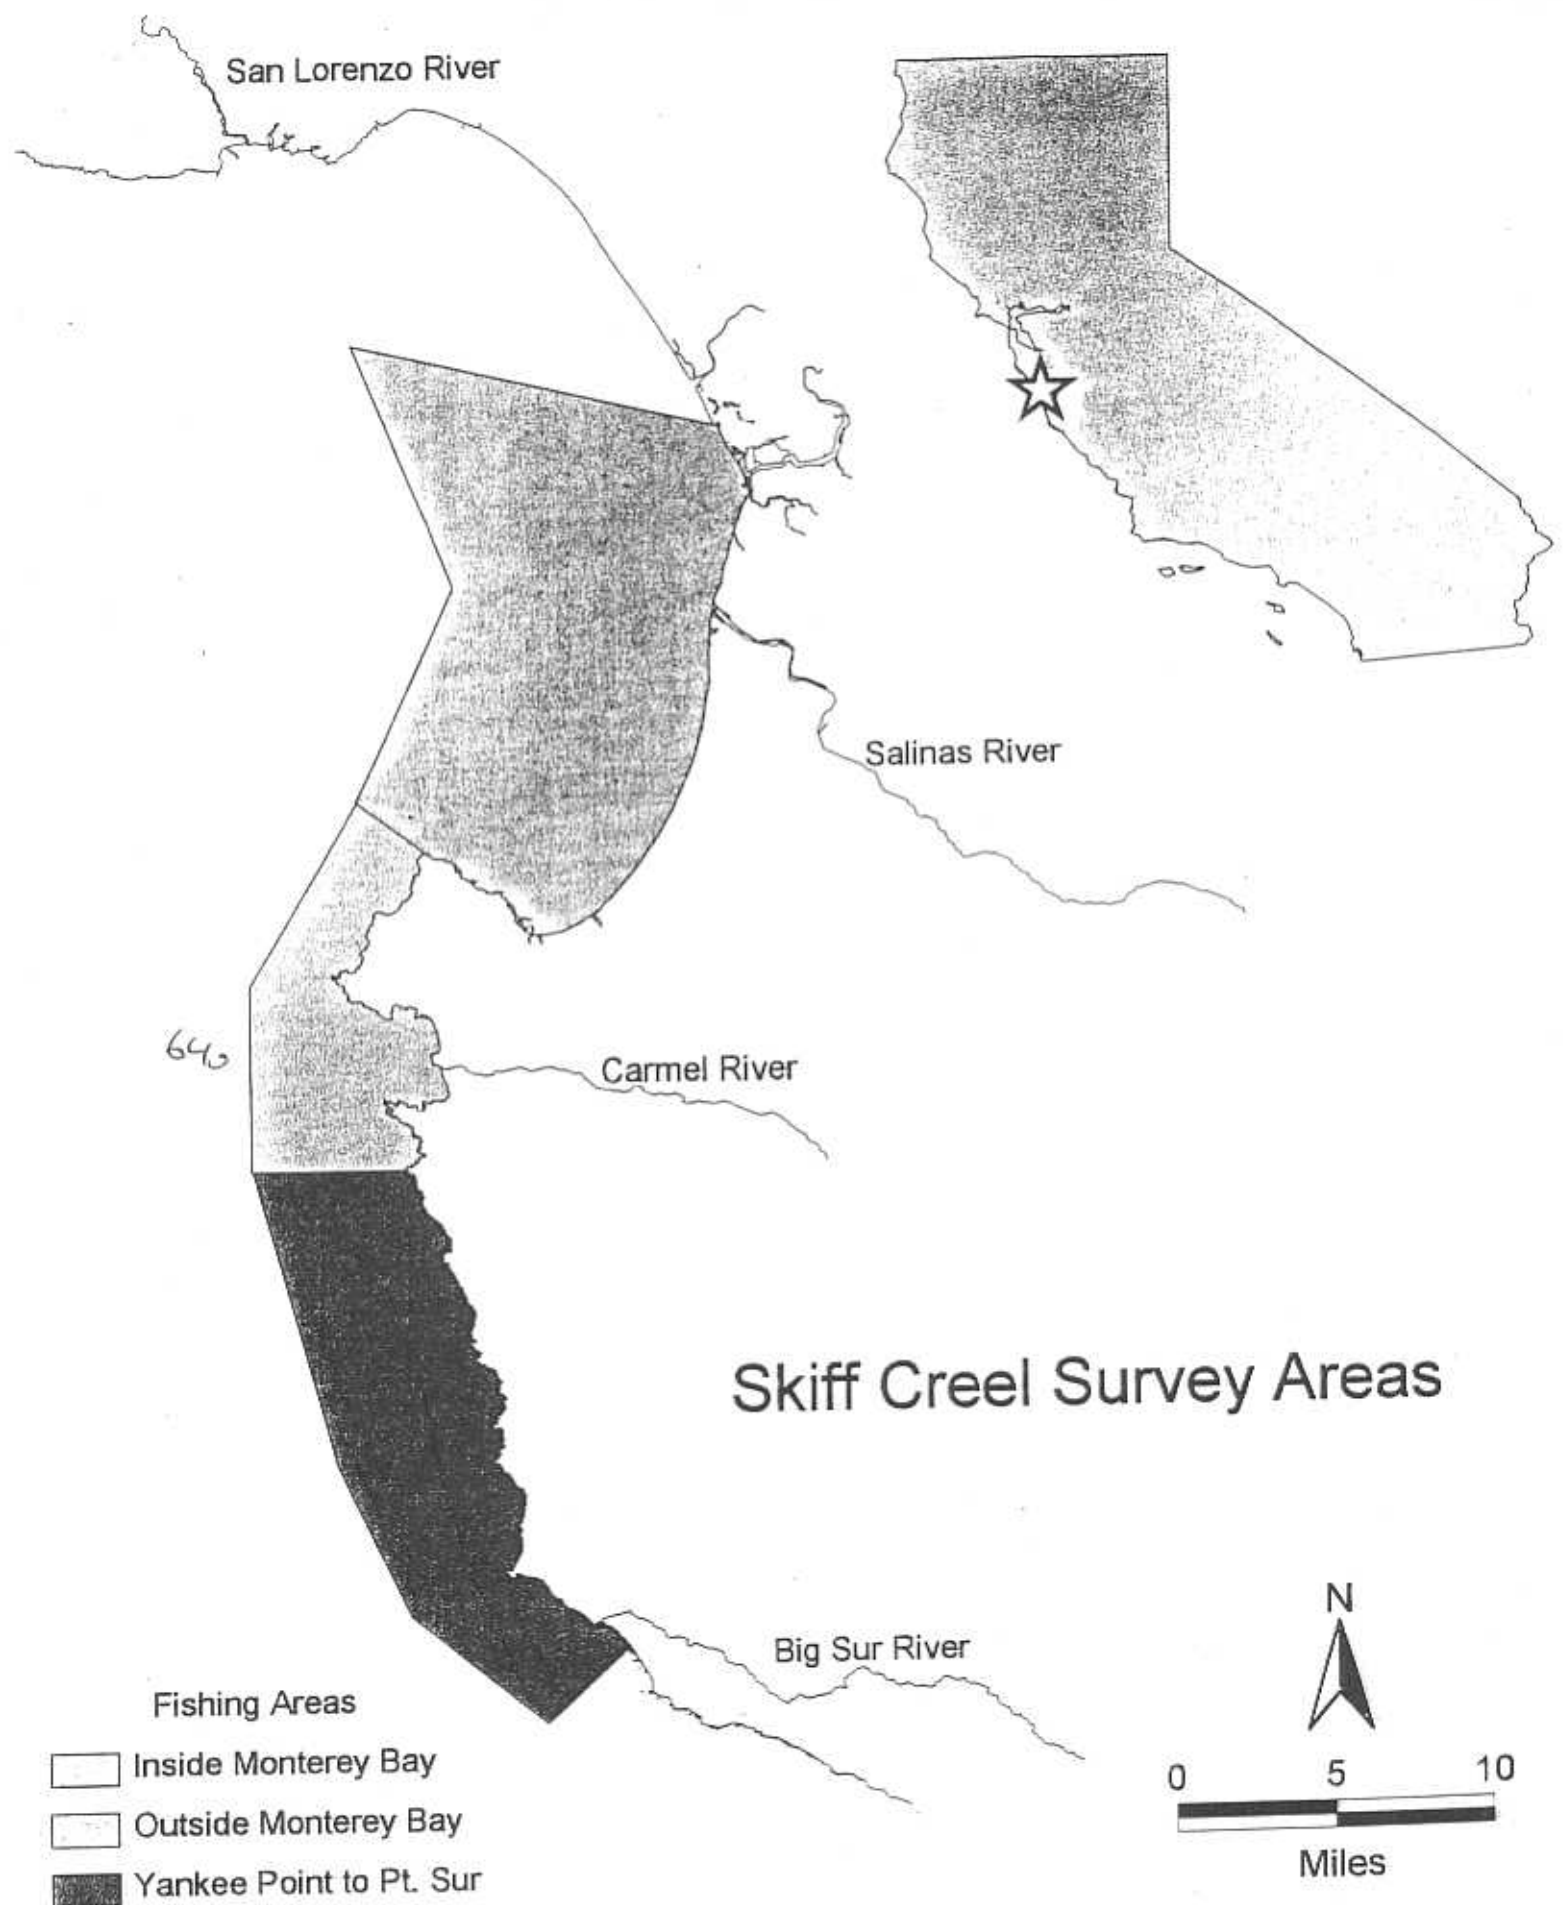 San Lorenzo River
Salinas River
640
Carmel River
Skiff Creel Survey Areas
Big Sur River
N
Fishing Areas
Inside Monterey Bay
Outside Monterey Bay
Yankee Point to Pt. Sur
0 5 10
Miles